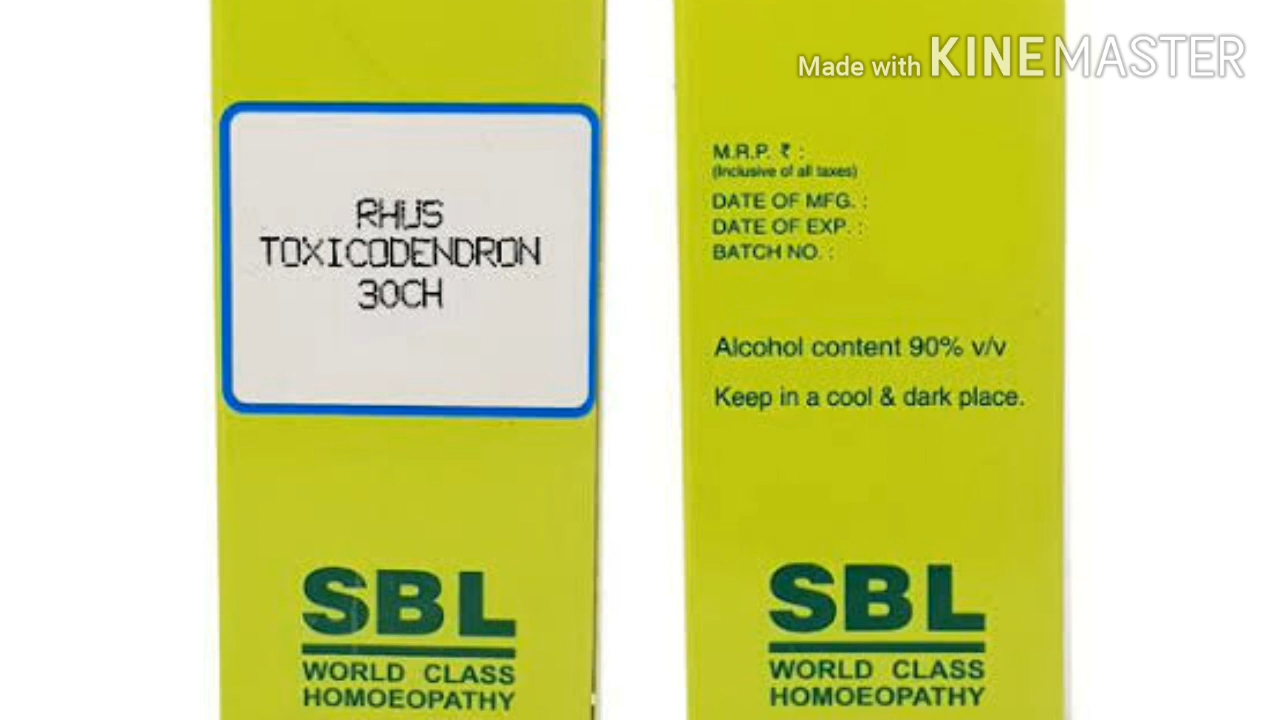 Made with KINEMASTER
RHUS
TOXICODENDRON
30CH
SBL
WORLD CLASS
HOMOEOPATHY
M.R.P. ₹ :
(Inclusive of all taxes)
DATE OF MFG. :
DATE OF EXP. :
BATCH NO. :
Alcohol content 90% v/v
Keep in a cool & dark place.
SBL
WORLD CLASS
HOMOEOPATHY